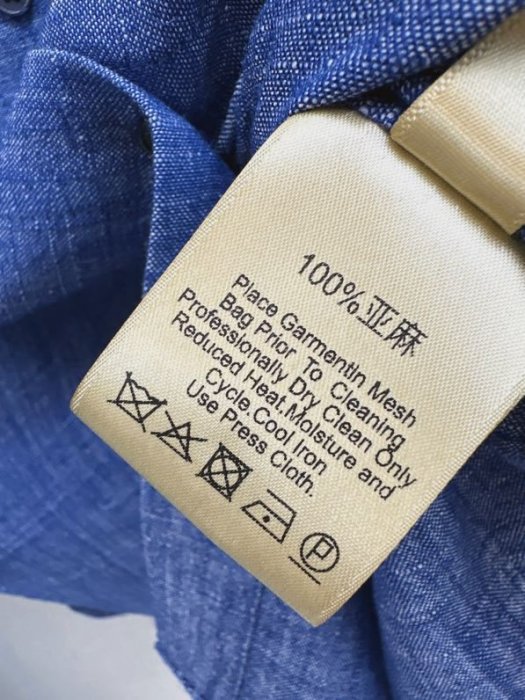 100%亚麻
Place Garmentin Mesh
Bag Prior To Cleaning
Professionally Dry Clean Only
Reduced Heat.Moisture and
Cycle.Cool Iron
Use Press Cloth.
P